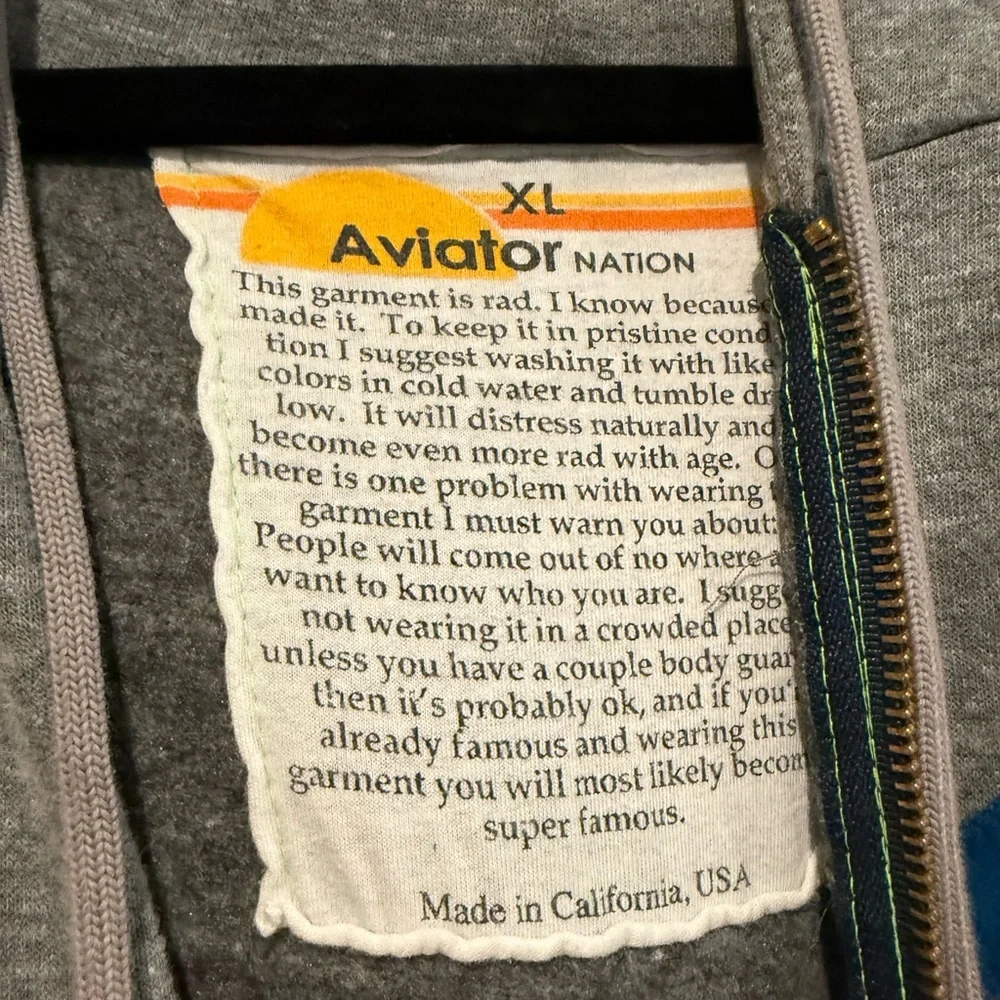 XL
Aviator NATION
This garment is rad. I know because
made it. To keep it in pristine cond
tion I suggest washing it with like
colors in cold water and tumble dr
low. It will distress naturally and
become even more rad with age. O
there is one problem with wearing
garment I must warn you about:
People will come out of no where a
want to know who you are. I sugg
not wearing it in a crowded place
unless you have a couple body guar
then it's probably ok, and if you'r
already famous and wearing this
garment you will most likely becom
super famous.
Made in California, USA